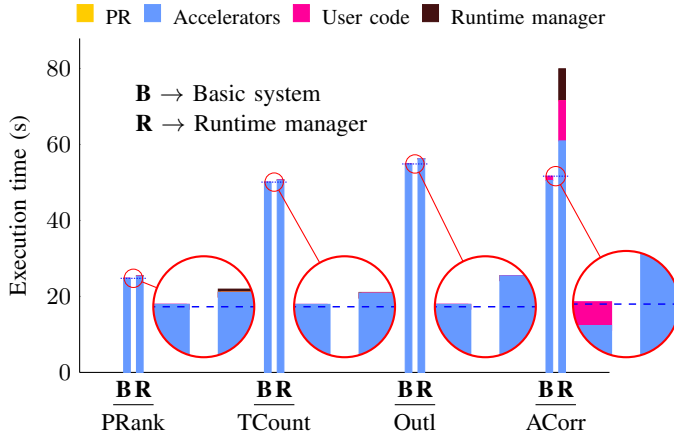 PR Accelerators User code Runtime manager
B → Basic system
R → Runtime manager
Execution time (s)
80
60
40
20
0
B R B R B R B R
PRank TCount Outl ACorr